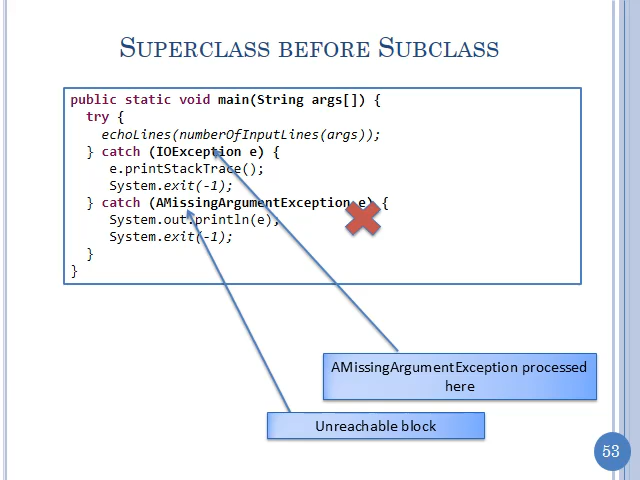 SUPERCLASS BEFORE SUBCLASS
public static void main(String args[]) {
try {
echoLines(numberOfInputLines(args));
} catch (IOException e) {
e.printStackTrace();
System.exit(-1);
} catch (AMissingArgumentException e) {
System.out.println(e);
System.exit(-1);
}
}
AMissingArgumentException processed
here
Unreachable block
53